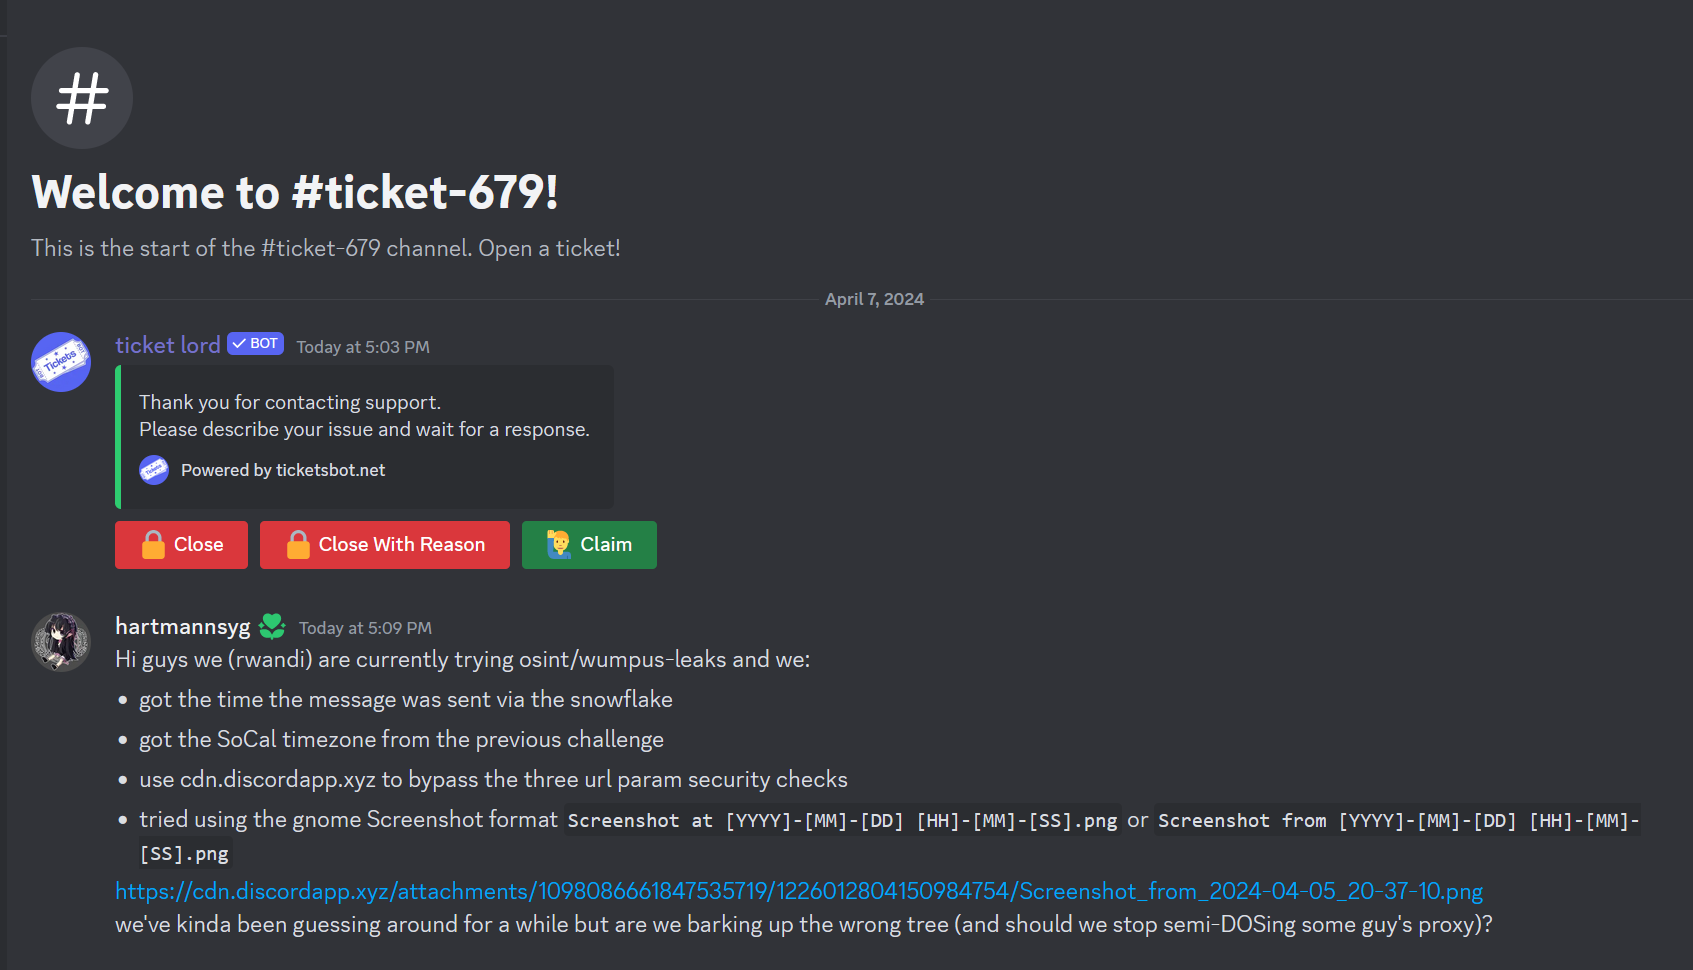 #
Welcome to #ticket-679!
This is the start of the #ticket-679 channel. Open a ticket!
April 7, 2024
Tickets
ticket lord BOT Today at 5:03 PM
Thank you for contacting support.
Please describe your issue and wait for a response.
Powered by ticketsbot.net
Close Close With Reason Claim
hartmannsyg Today at 5:09 PM
Hi guys we (rwandi) are currently trying osint/wumpus-leaks and we:
• got the time the message was sent via the snowflake
• got the SoCal timezone from the previous challenge
• use cdn.discordapp.xyz to bypass the three url param security checks
• tried using the gnome Screenshot format Screenshot at [YYYY]-[MM]-[DD] [HH]-[MM]-[SS].png or Screenshot from [YYYY]-[MM]-[DD] [HH]-[MM]-
[SS].png
https://cdn.discordapp.xyz/attachments/1098086661847535719/1226012804150984754/Screenshot_from_2024-04-05_20-37-10.png
we've kinda been guessing around for a while but are we barking up the wrong tree (and should we stop semi-DOSing some guy's proxy)?